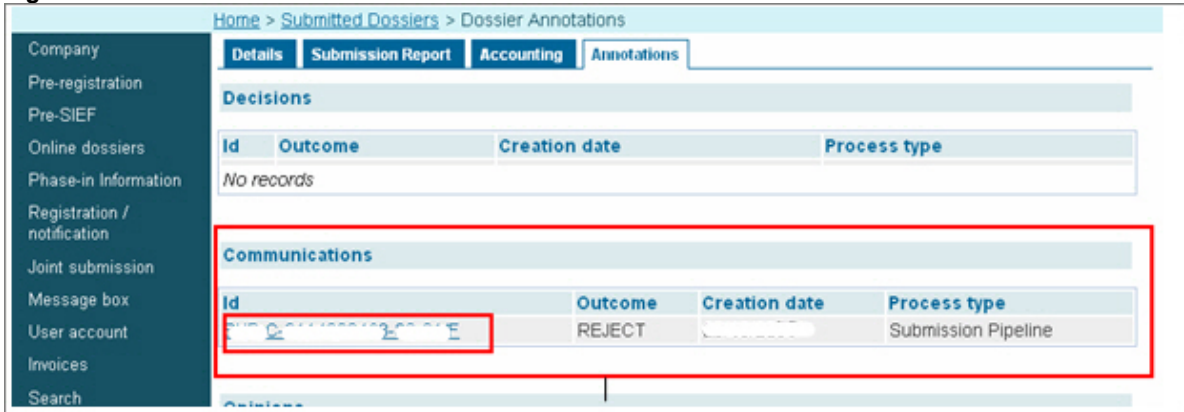 Home > Submitted Dossiers > Dossier Annotations
Company
Pre-registration
Pre-SIEF
Online dossiers
Phase-in Information
Registration /
notification
Joint submission
Message box
User account
Invoices
Search
Details Submission Report Accounting Annotations
Decisions
Id Outcome Creation date Process type
No records
Communications
Id Outcome Creation date Process type
REJECT Submission Pipeline